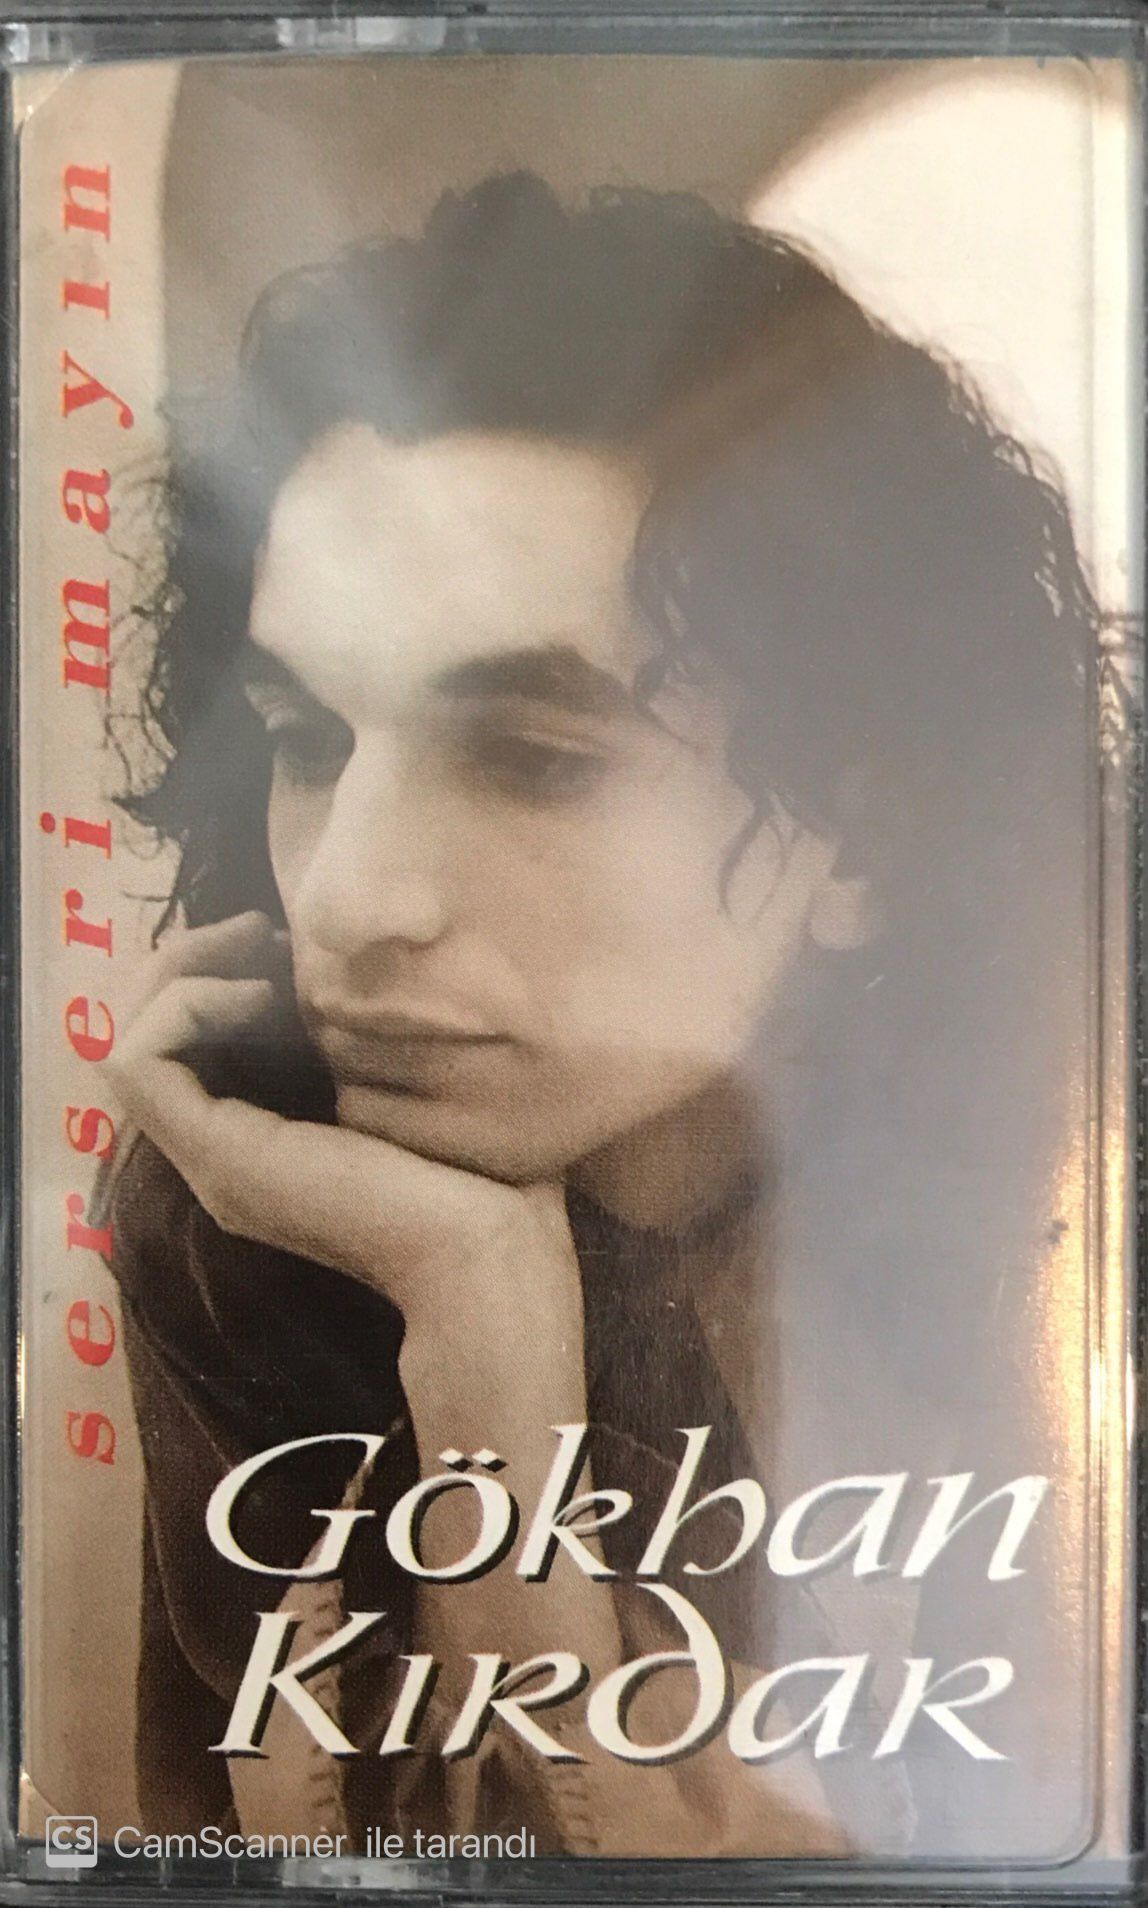 serseri mayın
Gökhan
Kırdar
CS CamScanner ile tarandı